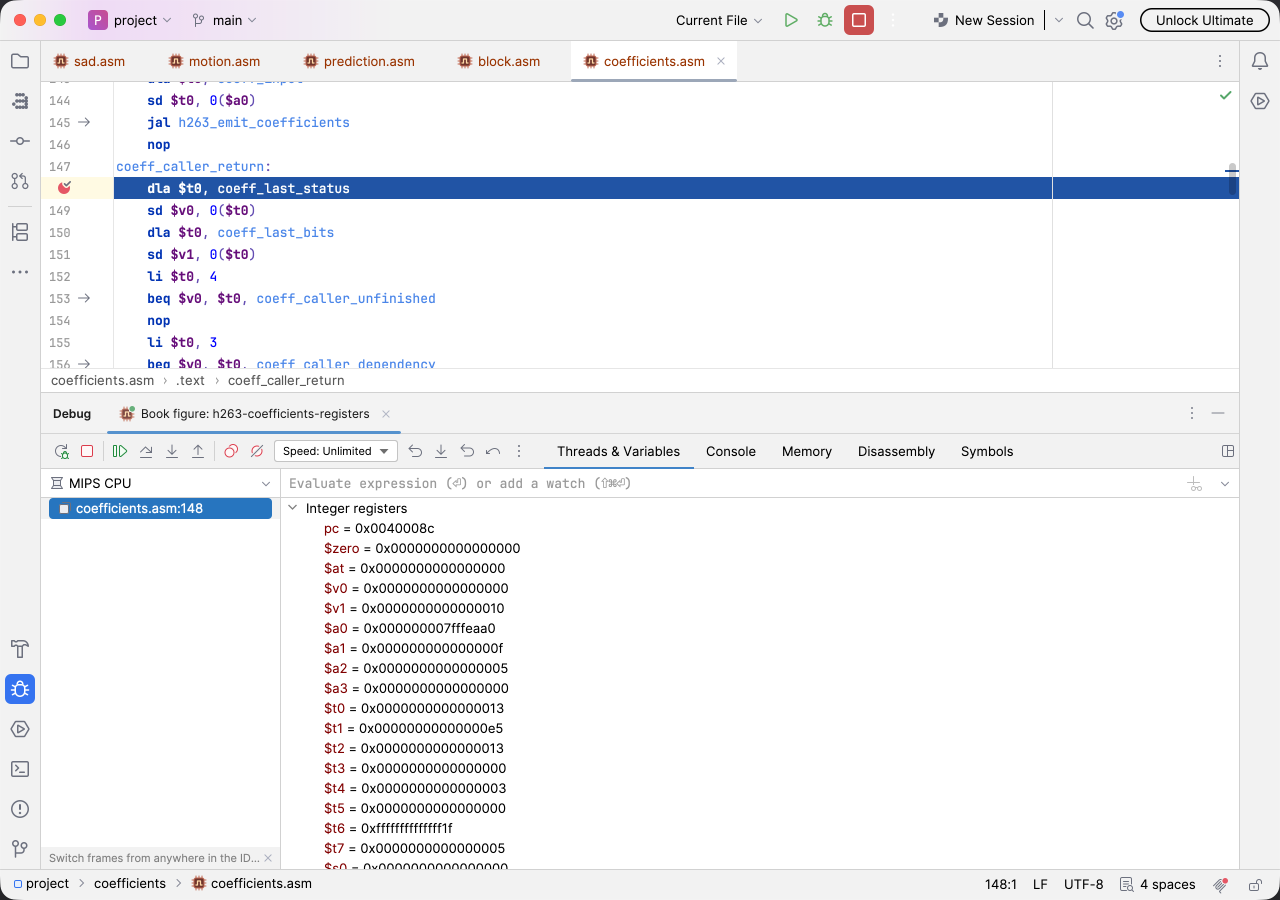 P project main Current File New Session Unlock Ultimate
sad.asm motion.asm prediction.asm block.asm coefficients.asm
144 sd $t0, 0($a0)
145 jal h263_emit_coefficients
146 nop
147 coeff_caller_return:
dla $t0, coeff_last_status
149 sd $v0, 0($t0)
150 dla $t0, coeff_last_bits
151 sd $v1, 0($t0)
152 li $t0, 4
153 beq $v0, $t0, coeff_caller_unfinished
154 nop
155 li $t0, 3
156 beq $v0, $t0, coeff_caller_dependency
coefficients.asm › .text › coeff_caller_return
Debug Book figure: h263-coefficients-registers
Speed: Unlimited Threads & Variables Console Memory Disassembly Symbols
MIPS CPU Evaluate expression (⏎) or add a watch (⇧⌘⏎)
coefficients.asm:148
Integer registers
pc = 0x0040008c
$zero = 0x0000000000000000
$at = 0x0000000000000000
$v0 = 0x0000000000000000
$v1 = 0x0000000000000010
$a0 = 0x000000007fffeaa0
$a1 = 0x000000000000000f
$a2 = 0x0000000000000005
$a3 = 0x0000000000000000
$t0 = 0x0000000000000013
$t1 = 0x00000000000000e5
$t2 = 0x0000000000000013
$t3 = 0x0000000000000000
$t4 = 0x0000000000000003
$t5 = 0x0000000000000000
$t6 = 0xffffffffffffff1f
$t7 = 0x0000000000000005
$s0 = 0x0000000000000000
Switch frames from anywhere in the ID...
project › coefficients › coefficients.asm 148:1 LF UTF-8 4 spaces